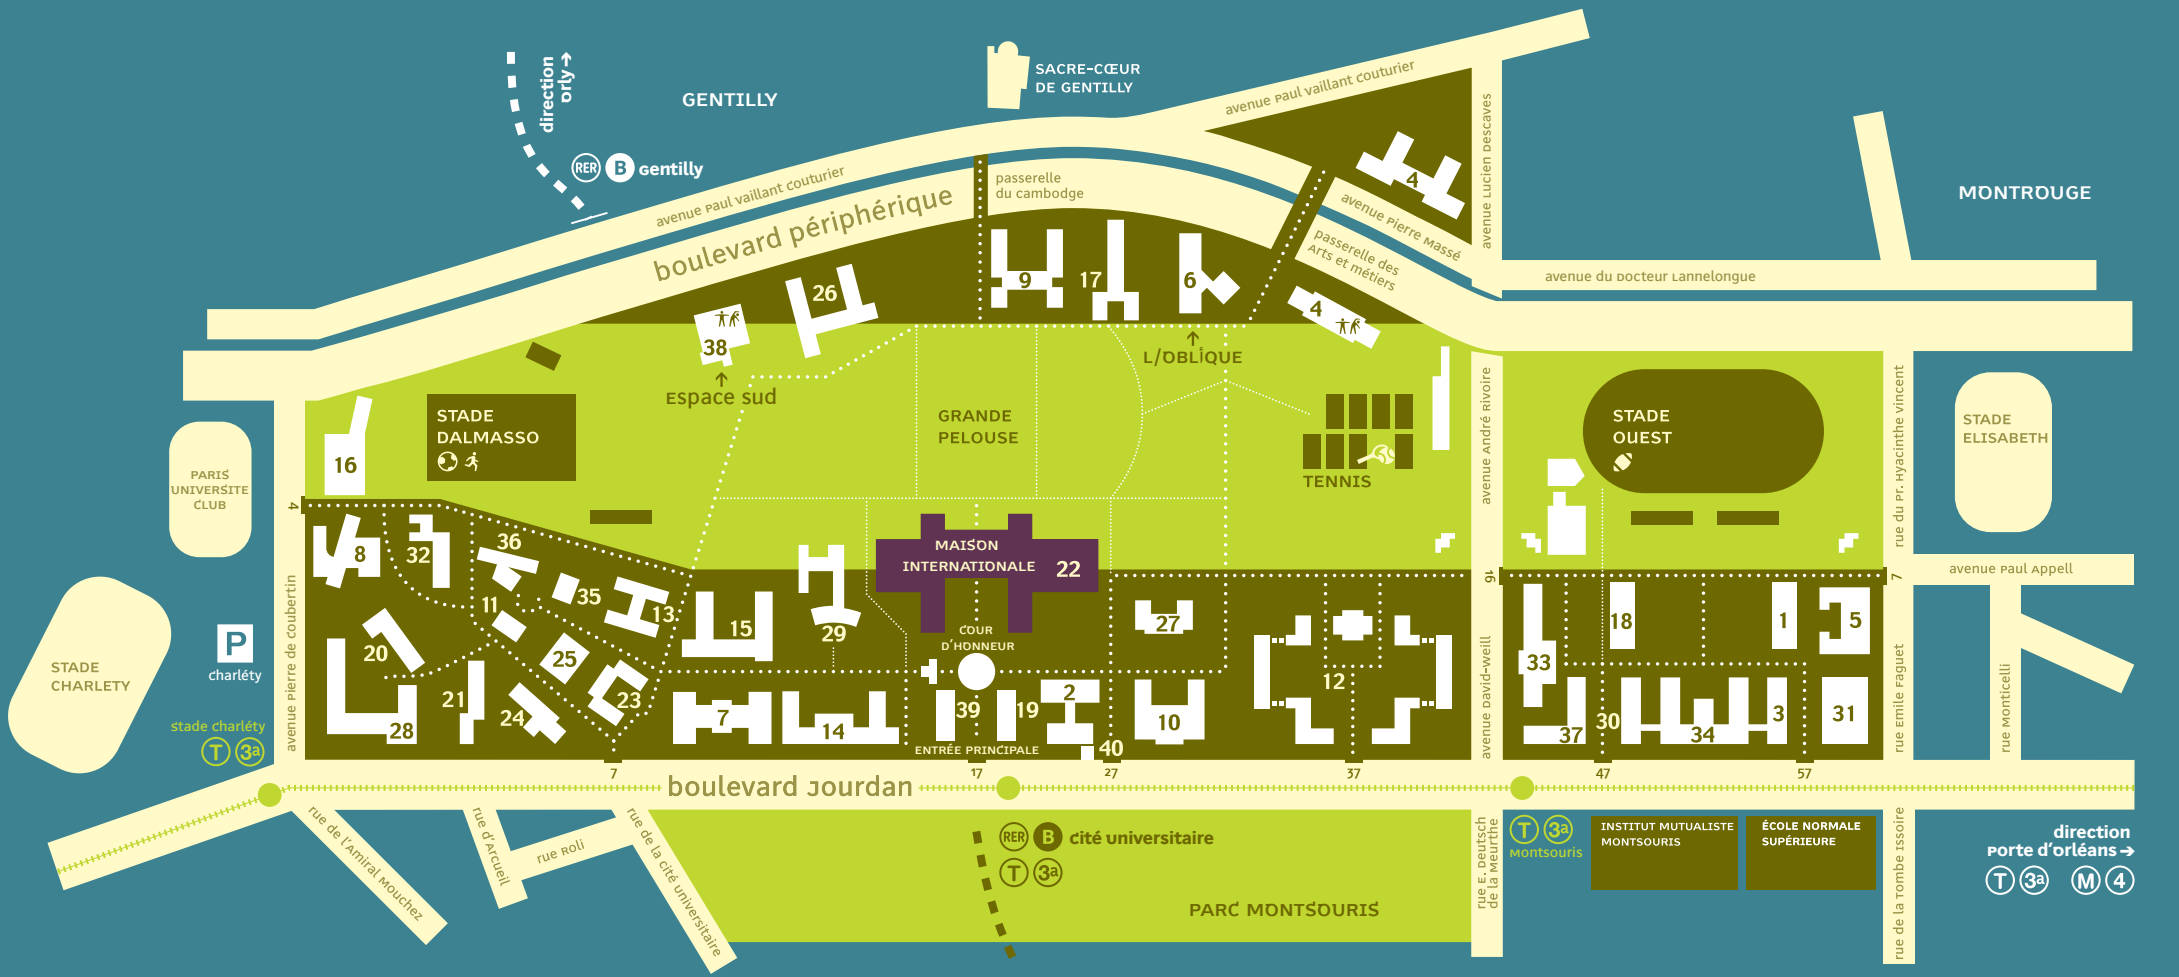 direction
orly→
GENTILLY
SACRE-CŒUR
DE GENTILLY
RER B gentilly
MONTROUGE
avenue Paul vaillant couturier
avenue Paul vaillant couturier
boulevard périphérique
passerelle
du cambodge
avenue Lucien Descaves
4
avenue Pierre Massé
passerelle des
Arts et métiers
avenue du Docteur Lannelongue
26
9
17
6
4
38
↑
Espace sud
↑
L/OBLIQUE
STADE
DALMASSO
GRANDE
PELOUSE
TENNIS
avenue André Rivoire
STADE
OUEST
rue du Pr. Hyacinthe vincent
STADE
ELISABETH
PARIS
UNIVERSITE
CLUB
16
4
8
32
36
35
13
11
MAISON
INTERNATIONALE 22
16
7
avenue Paul Appell
avenue Pierre de coubertin
P
charléty
STADE
CHARLETY
stade charléty
T 3a
20
25
23
21
24
28
15
29
COUR
D'HONNEUR
27
7
14
39
19
2
10
12
ENTRÉE PRINCIPALE
40
avenue David-weill
33
18
1
5
37
30
34
3
31
rue Emile Faguet
rue Monticelli
7
17
27
37
47
57
boulevard Jourdan
rue de l'Amiral Mouchez
rue d'Arcueil
rue Roli
rue de la cité universitaire
RER B cité universitaire
T 3a
PARC MONTSOURIS
rue E. Deutsch
de la Meurthe
T 3a
Montsouris
INSTITUT MUTUALISTE
MONTSOURIS
ÉCOLE NORMALE
SUPÉRIEURE
rue de la Tombe Issoire
direction
Porte d'orléans→
T 3a M 4